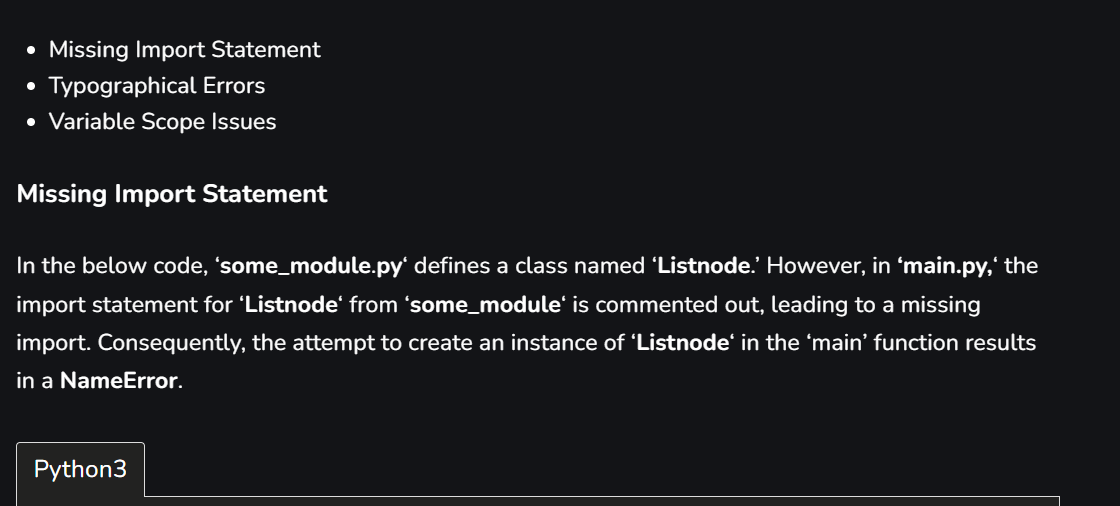 Missing Import Statement
Typographical Errors
Variable Scope Issues
Missing Import Statement
In the below code, ‘some_module.py‘ defines a class named ‘Listnode.’ However, in ‘main.py,‘ the
import statement for ‘Listnode‘ from ‘some_module‘ is commented out, leading to a missing
import. Consequently, the attempt to create an instance of ‘Listnode‘ in the ‘main’ function results
in a NameError.
Python3